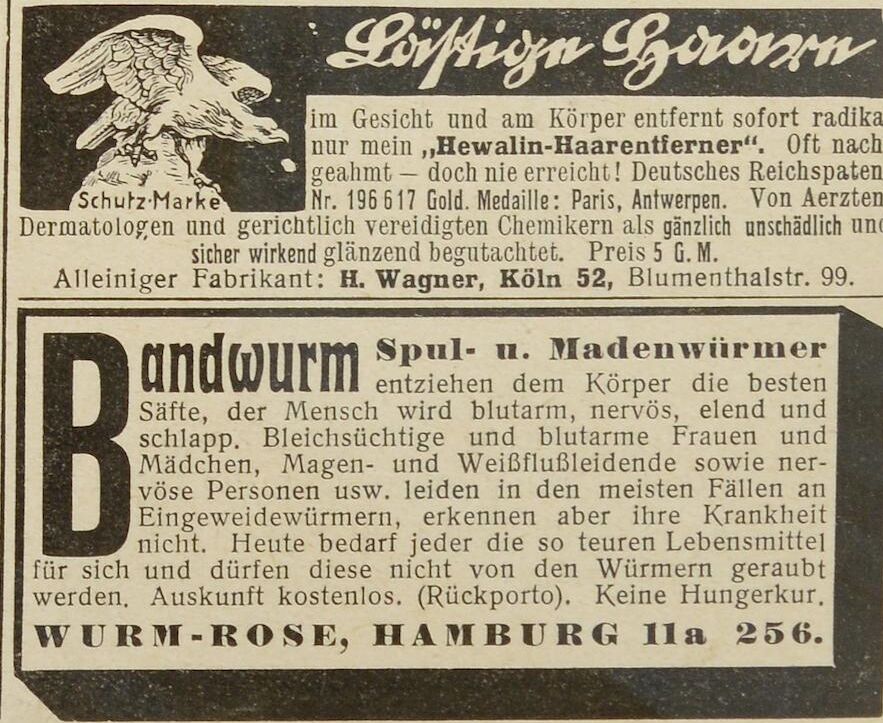 Lästige Haare
im Gesicht und am Körper entfernt sofort radika
nur mein „Hewalin-Haarentferner“. Oft nach
geahmt — doch nie erreicht! Deutsches Reichspaten
Schutz-Marke
Nr. 196617 Gold. Medaille: Paris, Antwerpen. Von Aerzten
Dermatologen und gerichtlich vereidigten Chemikern als gänzlich unschädlich und
sicher wirkend glänzend begutachtet. Preis 5 G. M.
Alleiniger Fabrikant: H. Wagner, Köln 52, Blumenthalstr. 99.
Bandwurm Spul- u. Madenwürmer
entziehen dem Körper die besten
Säfte, der Mensch wird blutarm, nervös, elend und
schlapp. Bleichsüchtige und blutarme Frauen und
Mädchen, Magen- und Weißflußleidende sowie ner-
vöse Personen usw. leiden in den meisten Fällen an
Eingeweidewürmern, erkennen aber ihre Krankheit
nicht. Heute bedarf jeder die so teuren Lebensmittel
für sich und dürfen diese nicht von den Würmern geraubt
werden. Auskunft kostenlos. (Rückporto). Keine Hungerkur.
WURM-ROSE, HAMBURG 11a 256.